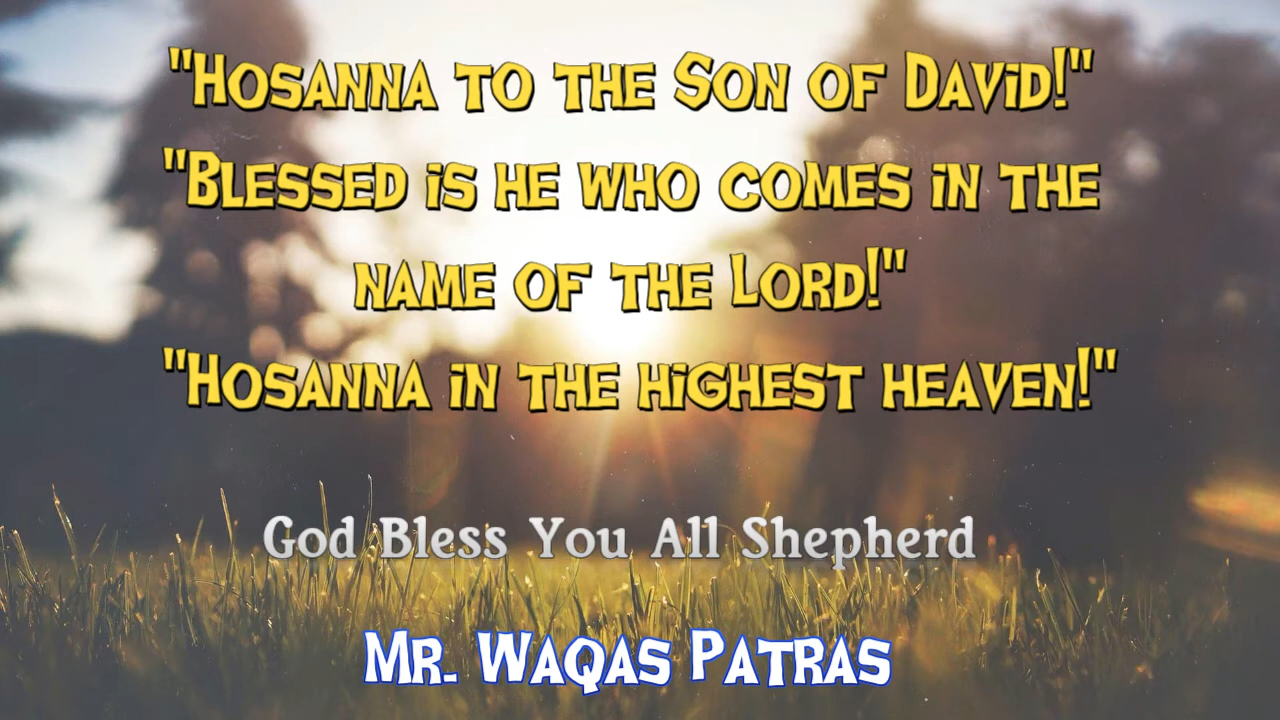 "Hosanna to the Son of David!"
"Blessed is he who comes in the
name of the Lord!"
"Hosanna in the highest heaven!"
God Bless You All Shepherd
Mr. Waqas Patras